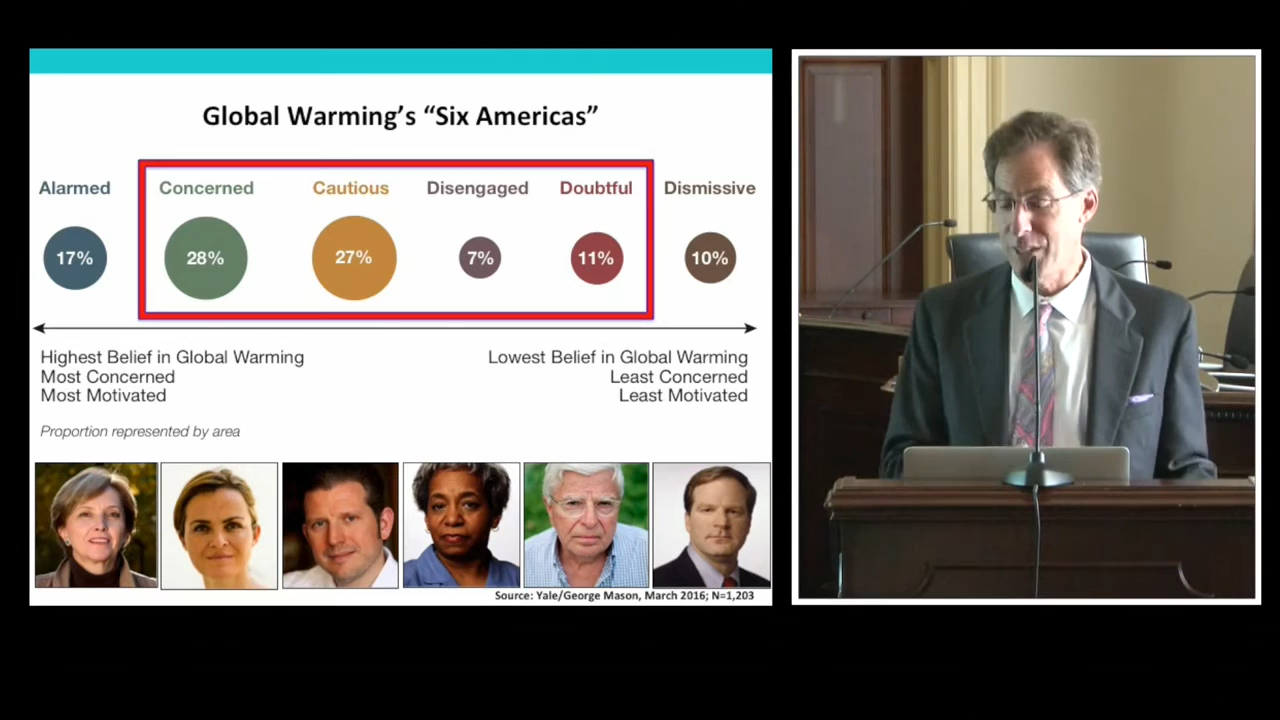 Global Warming's “Six Americas”
Alarmed Concerned Cautious Disengaged Doubtful Dismissive
17% 28% 27% 7% 11% 10%
Highest Belief in Global Warming
Most Concerned
Most Motivated
Lowest Belief in Global Warming
Least Concerned
Least Motivated
Proportion represented by area
Source: Yale/George Mason, March 2016; N=1,203